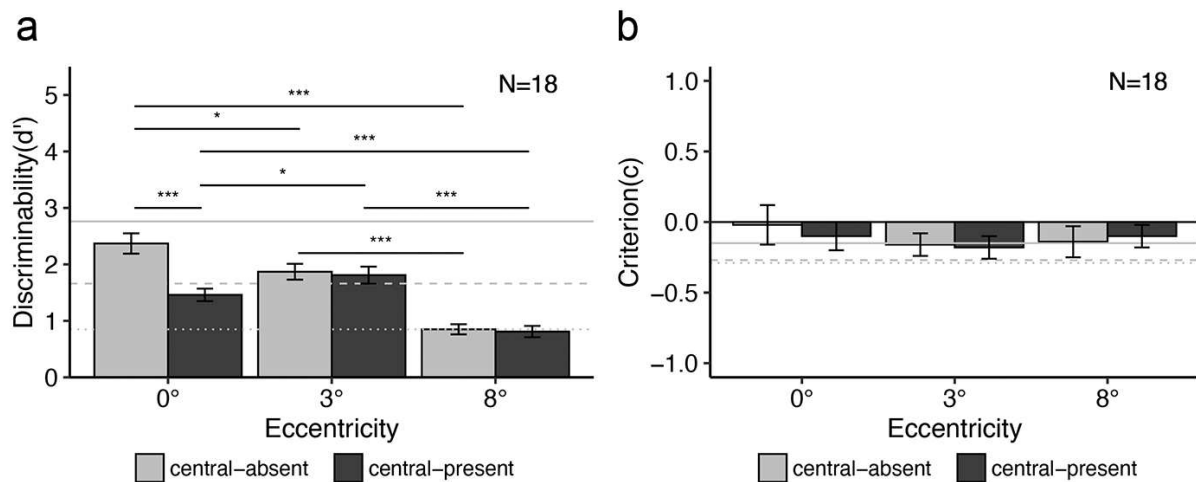 a
N=18
Discriminability(d')
5
4
3
2
1
0
***
*
***
*
***
***
***
0° 3° 8°
Eccentricity
central−absent central−present
b
N=18
Criterion(c)
1.0
0.5
0.0
−0.5
−1.0
0° 3° 8°
Eccentricity
central−absent central−present